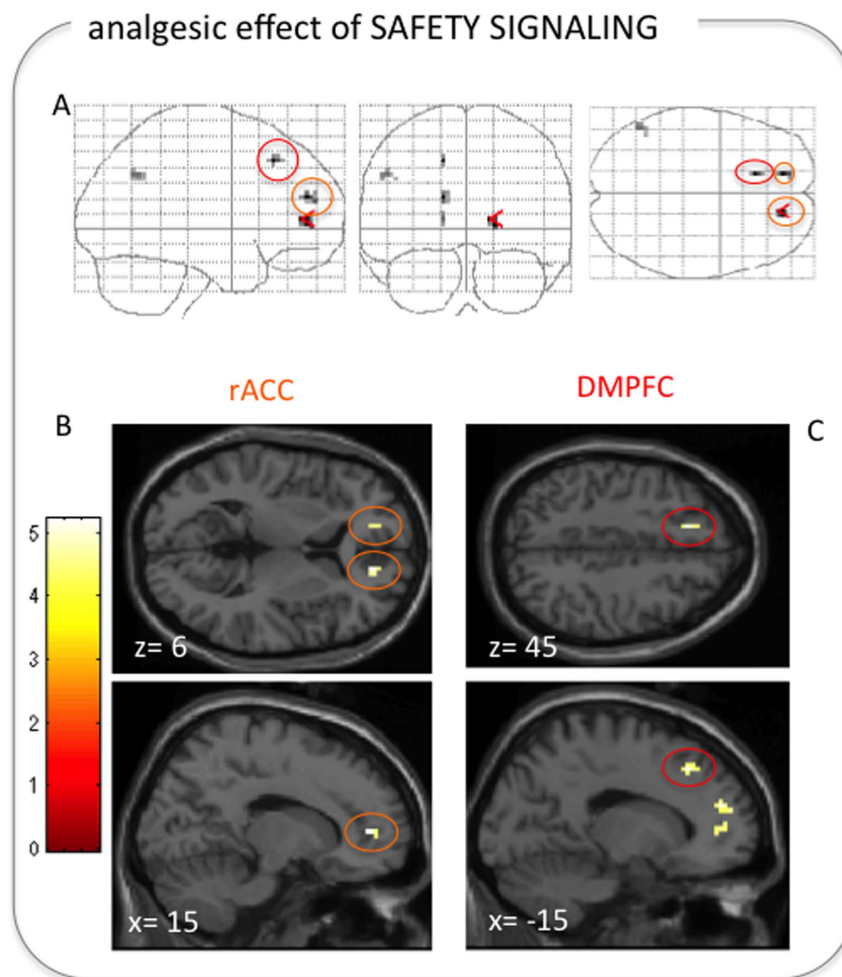 analgesic effect of SAFETY SIGNALING
A
rACC
DMPFC
B
C
5
4
3
2
1
0
z= 6
z= 45
x= 15
x= -15